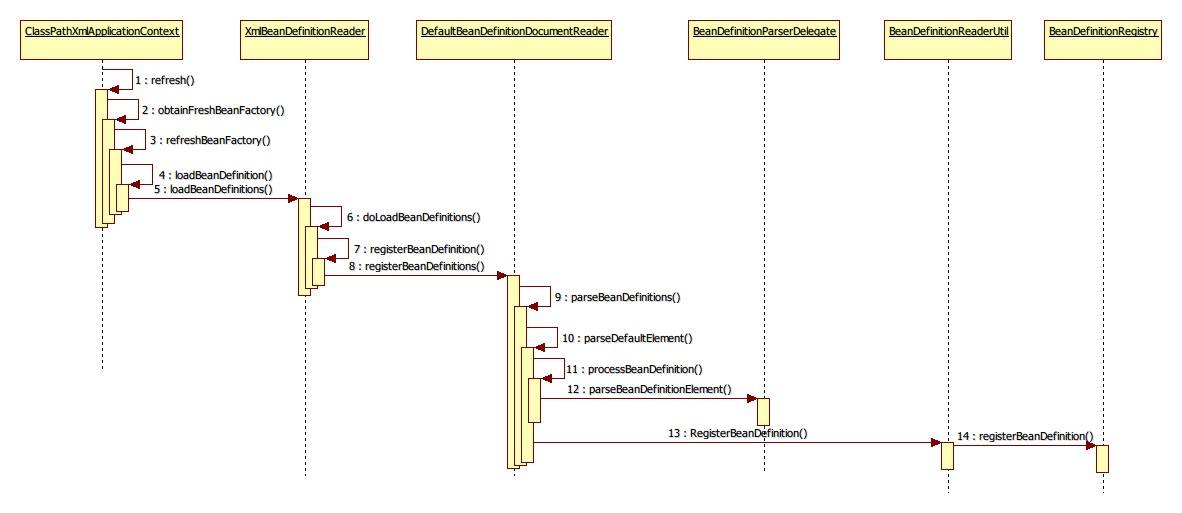 ClassPathXmlApplicationContext
XmlBeanDefinitionReader
DefaultBeanDefinitionDocumentReader
BeanDefinitionParserDelegate
BeanDefinitionReaderUtil
BeanDefinitionRegistry
1 : refresh()
2 : obtainFreshBeanFactory()
3 : refreshBeanFactory()
4 : loadBeanDefinition()
5 : loadBeanDefinitions()
6 : doLoadBeanDefinitions()
7 : registerBeanDefinition()
8 : registerBeanDefinitions()
9 : parseBeanDefinitions()
10 : parseDefaultElement()
11 : processBeanDefinition()
12 : parseBeanDefinitionElement()
13 : RegisterBeanDefinition()
14 : registerBeanDefinition()